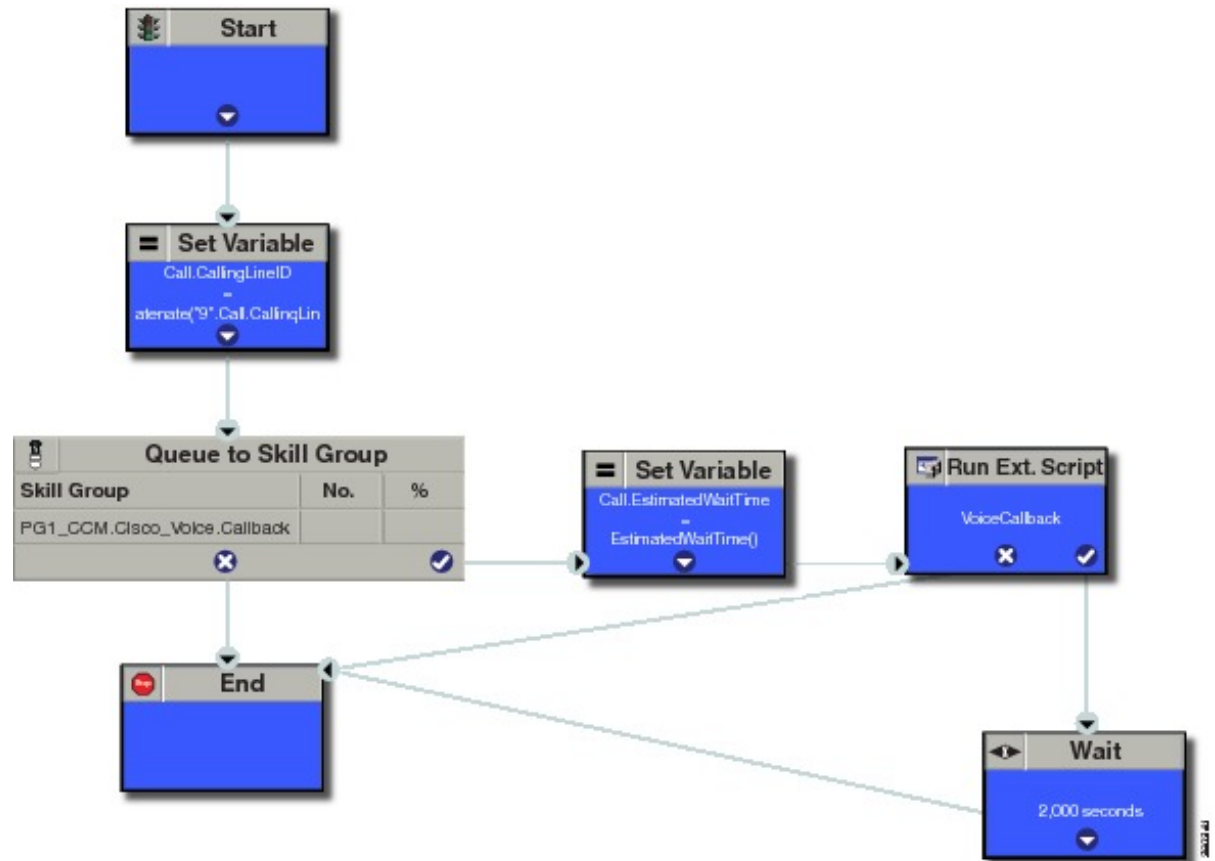 Start
Set Variable
Call.CallingLineID
=
atenate("9".Call.CallingLin
Queue to Skill Group
Skill Group No. %
PG1_CCM.Cisco_Voice.Callback
Set Variable
Call.EstimatedWaitTime
=
EstimatedWaitTime()
Run Ext. Script
VoiceCallback
End
Wait
2,000 seconds